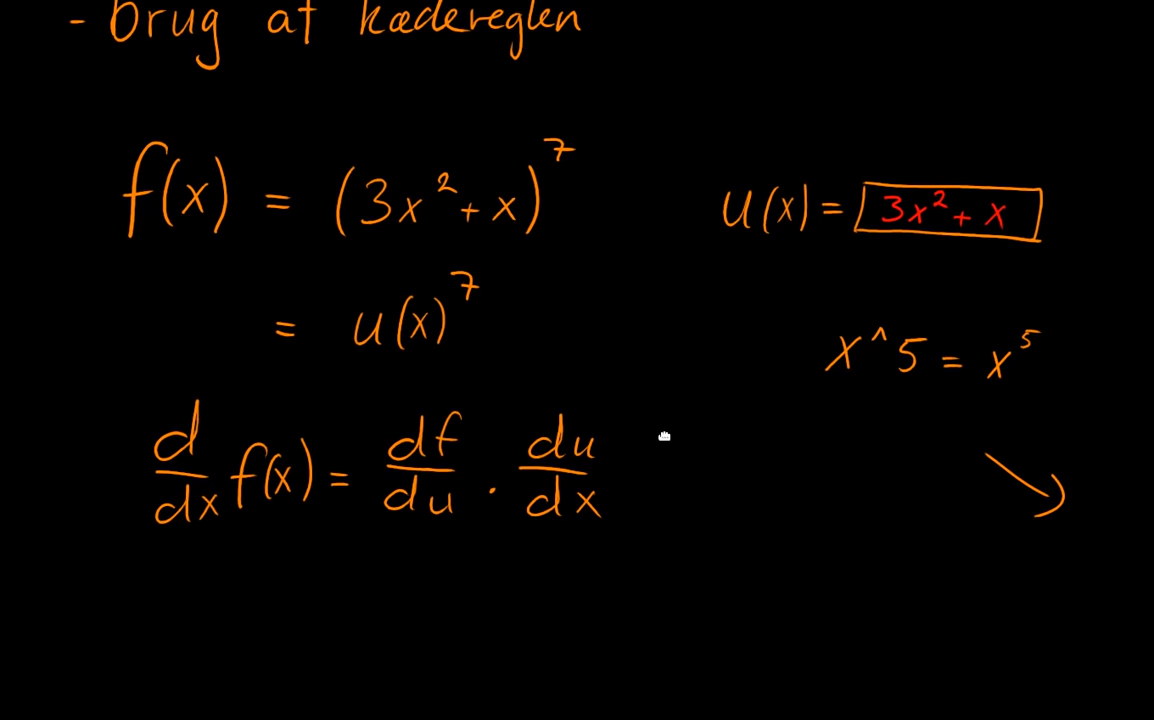 - Brug af kædereglen
f(x) = (3x²+x)⁷
u(x) = 3x²+x
= u(x)⁷
x^5 = x⁵
d/dx f(x) = df/du · du/dx